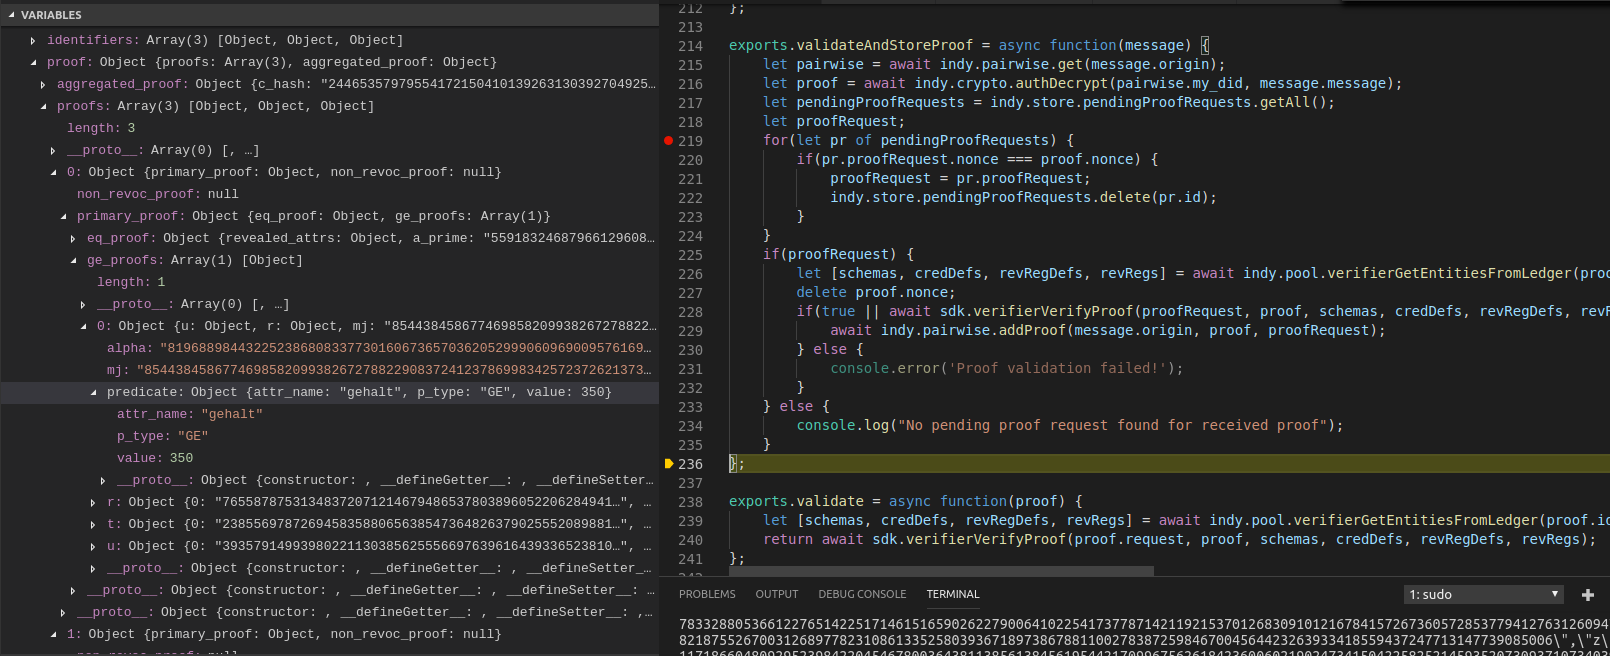 VARIABLES
identifiers: Array(3) [Object, Object, Object]
proof: Object {proofs: Array(3), aggregated_proof: Object}
aggregated_proof: Object {c_hash: "24465357979554172150410139263130392704925…
proofs: Array(3) [Object, Object, Object]
length: 3
__proto__: Array(0) [, …]
0: Object {primary_proof: Object, non_revoc_proof: null}
non_revoc_proof: null
primary_proof: Object {eq_proof: Object, ge_proofs: Array(1)}
eq_proof: Object {revealed_attrs: Object, a_prime: "55918324687966129608…
ge_proofs: Array(1) [Object]
length: 1
__proto__: Array(0) [, …]
0: Object {u: Object, r: Object, mj: "854438458677469858209938267278822…
alpha: "8196889844322523868083377301606736570362052999060969009576169…
mj: "85443845867746985820993826727882290837241237869983425723726213​73…
predicate: Object {attr_name: "gehalt", p_type: "GE", value: 350}
attr_name: "gehalt"
p_type: "GE"
value: 350
__proto__: Object {constructor: , __defineGetter__: , __defineSetter…
r: Object {0: "76558787531348372071214679486537803896052206284941…", …
t: Object {0: "238556978726945835880656385473648263790255520898​81…", …
u: Object {0: "393579149939802211303856255566976396164393365238​10…", …
__proto__: Object {constructor: , __defineGetter__: , __defineSetter_…
__proto__: Object {constructor: , __defineGetter__: , __defineSetter__: …
__proto__: Object {constructor: , __defineGetter__: , __defineSetter__: ,…
1: Object {primary_proof: Object, non_revoc_proof: null}
non_revoc_proof: null
212 };
213
214 exports.validateAndStoreProof = async function(message) {
215 let pairwise = await indy.pairwise.get(message.origin);
216 let proof = await indy.crypto.authDecrypt(pairwise.my_did, message.message);
217 let pendingProofRequests = indy.store.pendingProofRequests.getAll();
218 let proofRequest;
219 for(let pr of pendingProofRequests) {
220 if(pr.proofRequest.nonce === proof.nonce) {
221 proofRequest = pr.proofRequest;
222 indy.store.pendingProofRequests.delete(pr.id);
223 }
224 }
225 if(proofRequest) {
226 let [schemas, credDefs, revRegDefs, revRegs] = await indy.pool.verifierGetEntitiesFromLedger(proo
227 delete proof.nonce;
228 if(true || await sdk.verifierVerifyProof(proofRequest, proof, schemas, credDefs, revRegDefs, revR
229 await indy.pairwise.addProof(message.origin, proof, proofRequest);
230 } else {
231 console.error('Proof validation failed!');
232 }
233 } else {
234 console.log("No pending proof request found for received proof");
235 }
236 };
237
238 exports.validate = async function(proof) {
239 let [schemas, credDefs, revRegDefs, revRegs] = await indy.pool.verifierGetEntitiesFromLedger(proof.id
240 return await sdk.verifierVerifyProof(proof.request, proof, schemas, credDefs, revRegDefs, revRegs);
241 };
PROBLEMS OUTPUT DEBUG CONSOLE TERMINAL
1: sudo